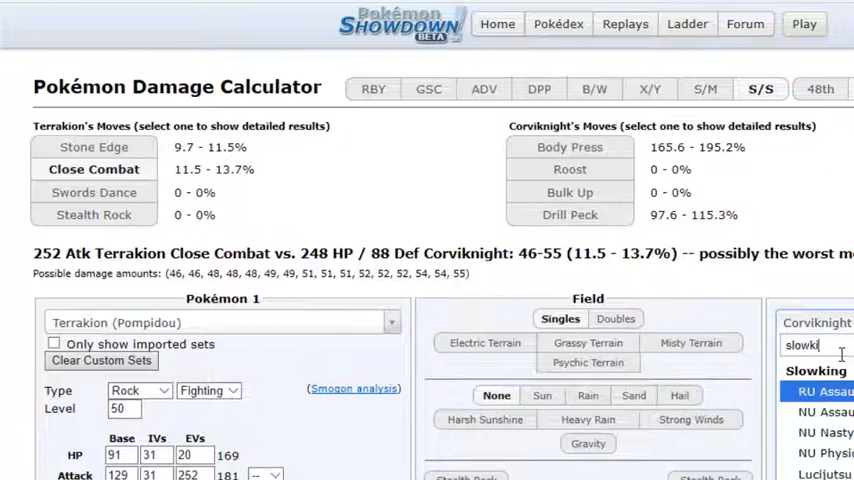 Pokémon
SHOWDOWN!
BETA
Home Pokédex Replays Ladder Forum Play
Pokémon Damage Calculator
RBY GSC ADV DPP B/W X/Y S/M S/S 48th
Terrakion's Moves (select one to show detailed results)
Corviknight's Moves (select one to show detailed results)
Stone Edge 9.7 - 11.5%
Body Press 165.6 - 195.2%
Close Combat 11.5 - 13.7%
Roost 0 - 0%
Swords Dance 0 - 0%
Bulk Up 0 - 0%
Stealth Rock 0 - 0%
Drill Peck 97.6 - 115.3%
252 Atk Terrakion Close Combat vs. 248 HP / 88 Def Corviknight: 46-55 (11.5 - 13.7%) -- possibly the worst m
Possible damage amounts: (46, 46, 48, 48, 48, 49, 49, 51, 51, 51, 52, 52, 52, 54, 54, 55)
Pokémon 1
Terrakion (Pompidou)
Only show imported sets
Clear Custom Sets
Type Rock Fighting (Smogon analysis)
Level 50
Base IVs EVs
HP 91 31 20 169
Attack 129 31 252 181 --
Field
Singles Doubles
Electric Terrain Grassy Terrain Misty Terrain
Psychic Terrain
None Sun Rain Sand Hail
Harsh Sunshine Heavy Rain Strong Winds
Gravity
Stealth Rock Stealth Rock
Corviknight
slowki
Slowking
RU Assau
NU Assau
NU Nasty
NU Physi
Lucijutsu